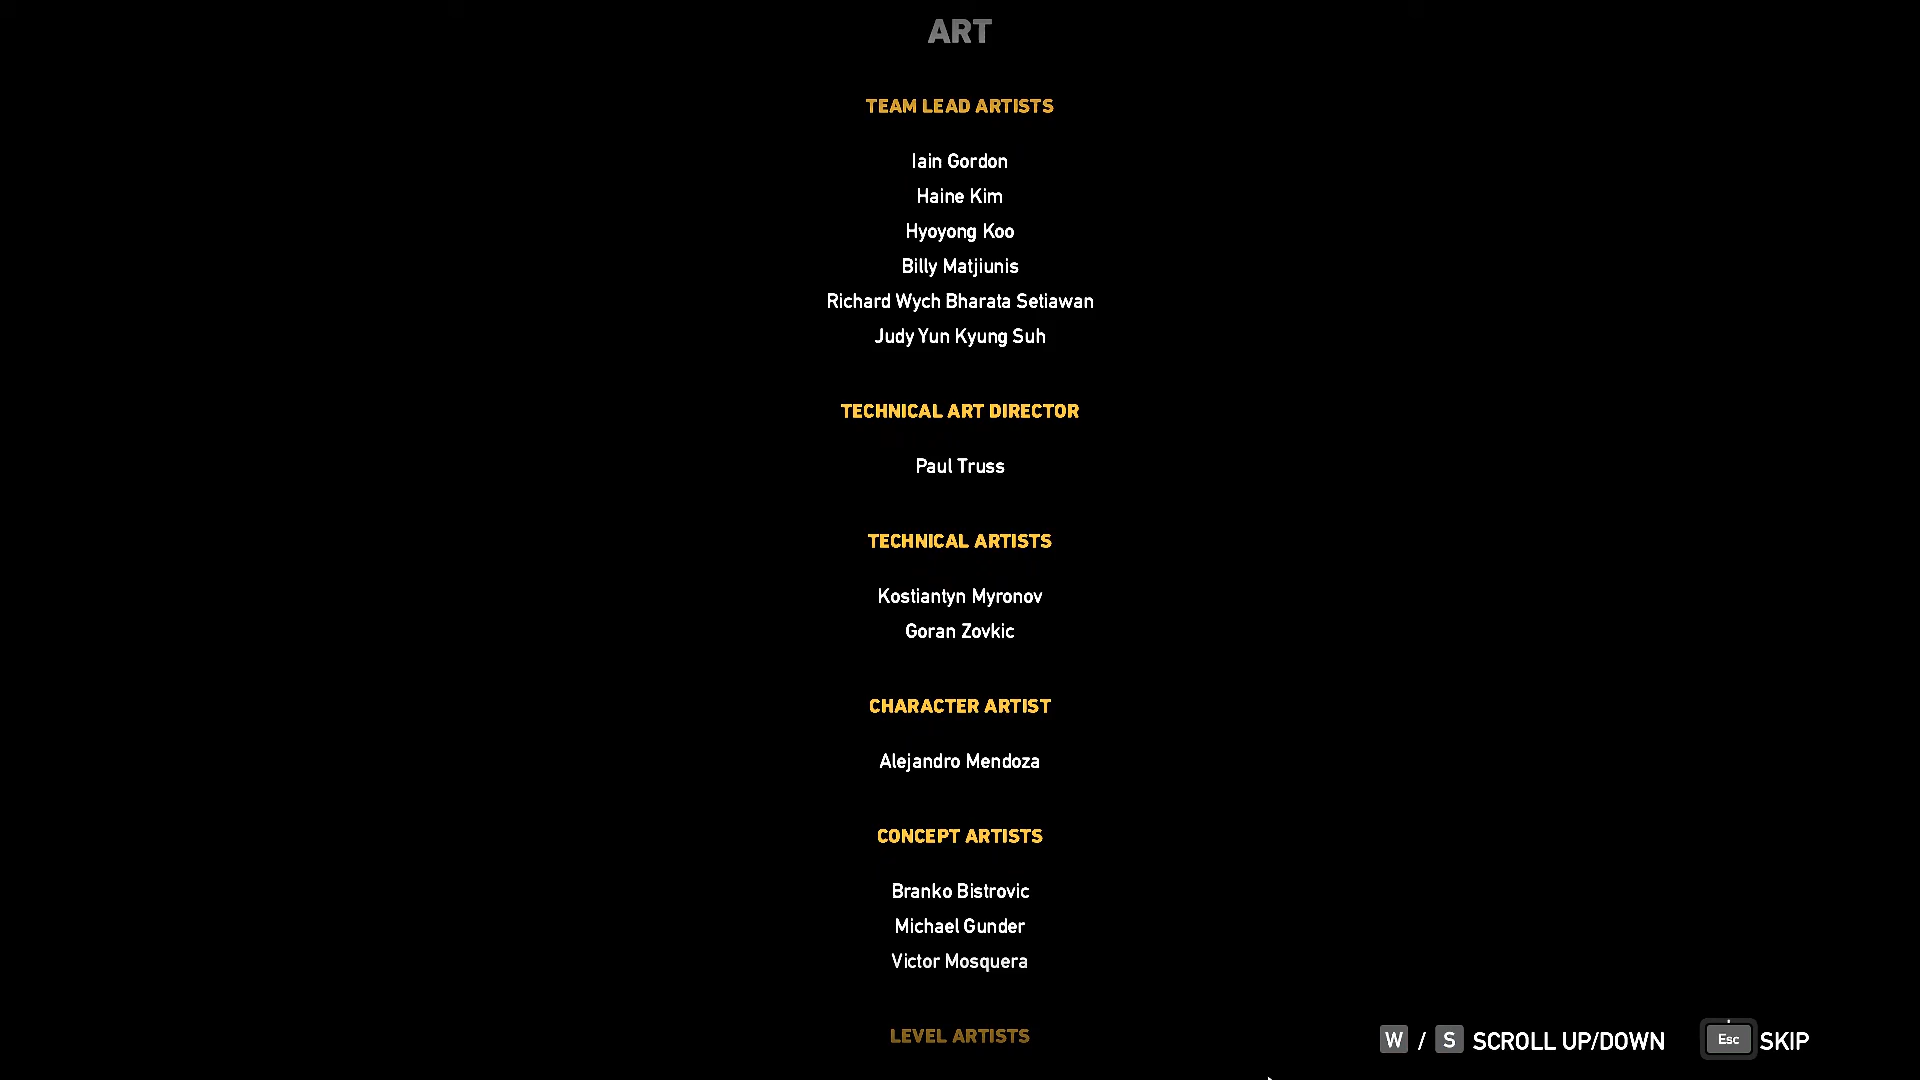 ART
TEAM LEAD ARTISTS
Iain Gordon
Haine Kim
Hyoyong Koo
Billy Matjiunis
Richard Wych Bharata Setiawan
Judy Yun Kyung Suh
TECHNICAL ART DIRECTOR
Paul Truss
TECHNICAL ARTISTS
Kostiantyn Myronov
Goran Zovkic
CHARACTER ARTIST
Alejandro Mendoza
CONCEPT ARTISTS
Branko Bistrovic
Michael Gunder
Victor Mosquera
LEVEL ARTISTS
W / S SCROLL UP/DOWN Esc SKIP